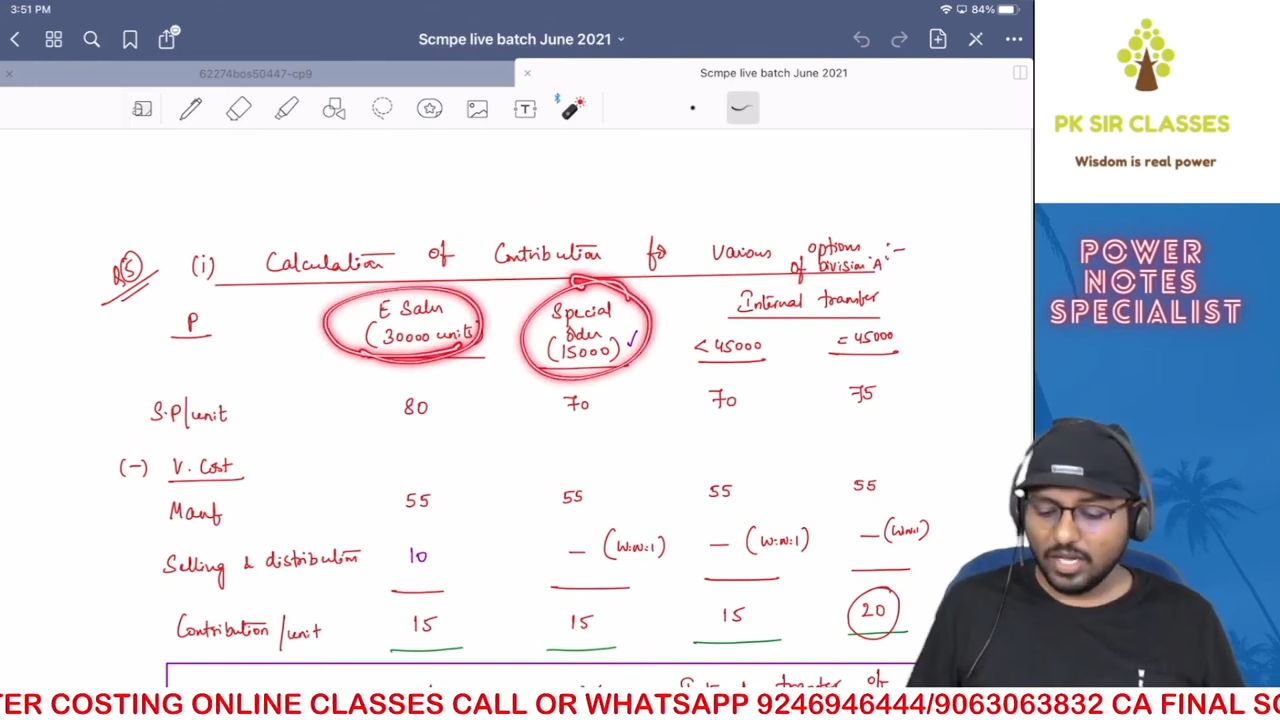 3:51 PM
84%
Scmpe live batch June 2021
62274bos50447-cp9
Scmpe live batch June 2021
T
PK SIR CLASSES
Wisdom is real power
POWER
NOTES
SPECIALIST
Q5 (i) Calculation of Contribution for various options of Division 'A' :-
P E Sales (30000 units) Special Oder (15000) Internal transfer
< 45000 = 45000
S.P/unit 80 70 70 75
(-) V. Cost
Manf 55 55 55 55
Selling & distribution 10 — (W.N:1) — (W.N:1) — (W.N:1)
Contribution /unit 15 15 15 20
Internal transfer of
TER COSTING ONLINE CLASSES CALL OR WHATSAPP 9246946444/9063063832 CA FINAL SC